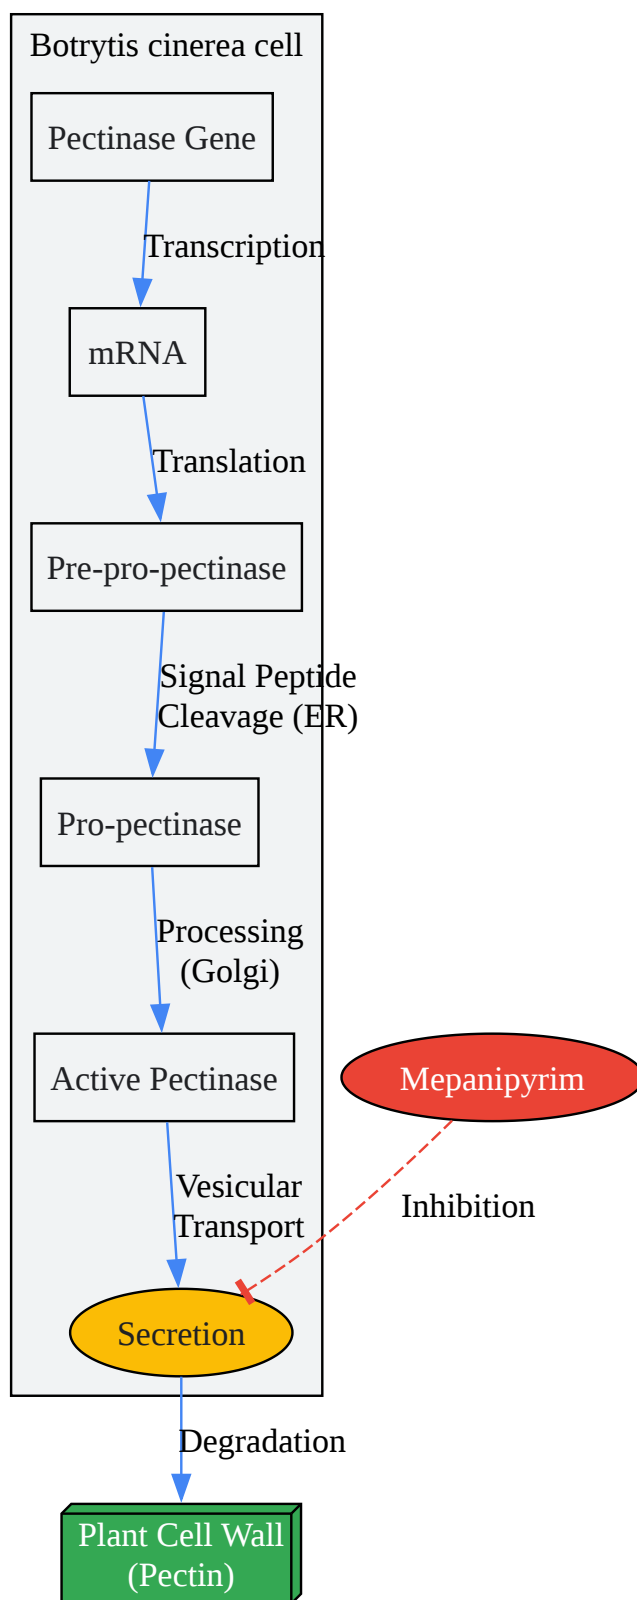 Botrytis cinerea cell
Pectinase Gene
Transcription
mRNA
Translation
Pre-pro-pectinase
Signal Peptide
Cleavage (ER)
Pro-pectinase
Processing
(Golgi)
Active Pectinase
Mepanipyrim
Vesicular
Transport
Inhibition
Secretion
Degradation
Plant Cell Wall
(Pectin)